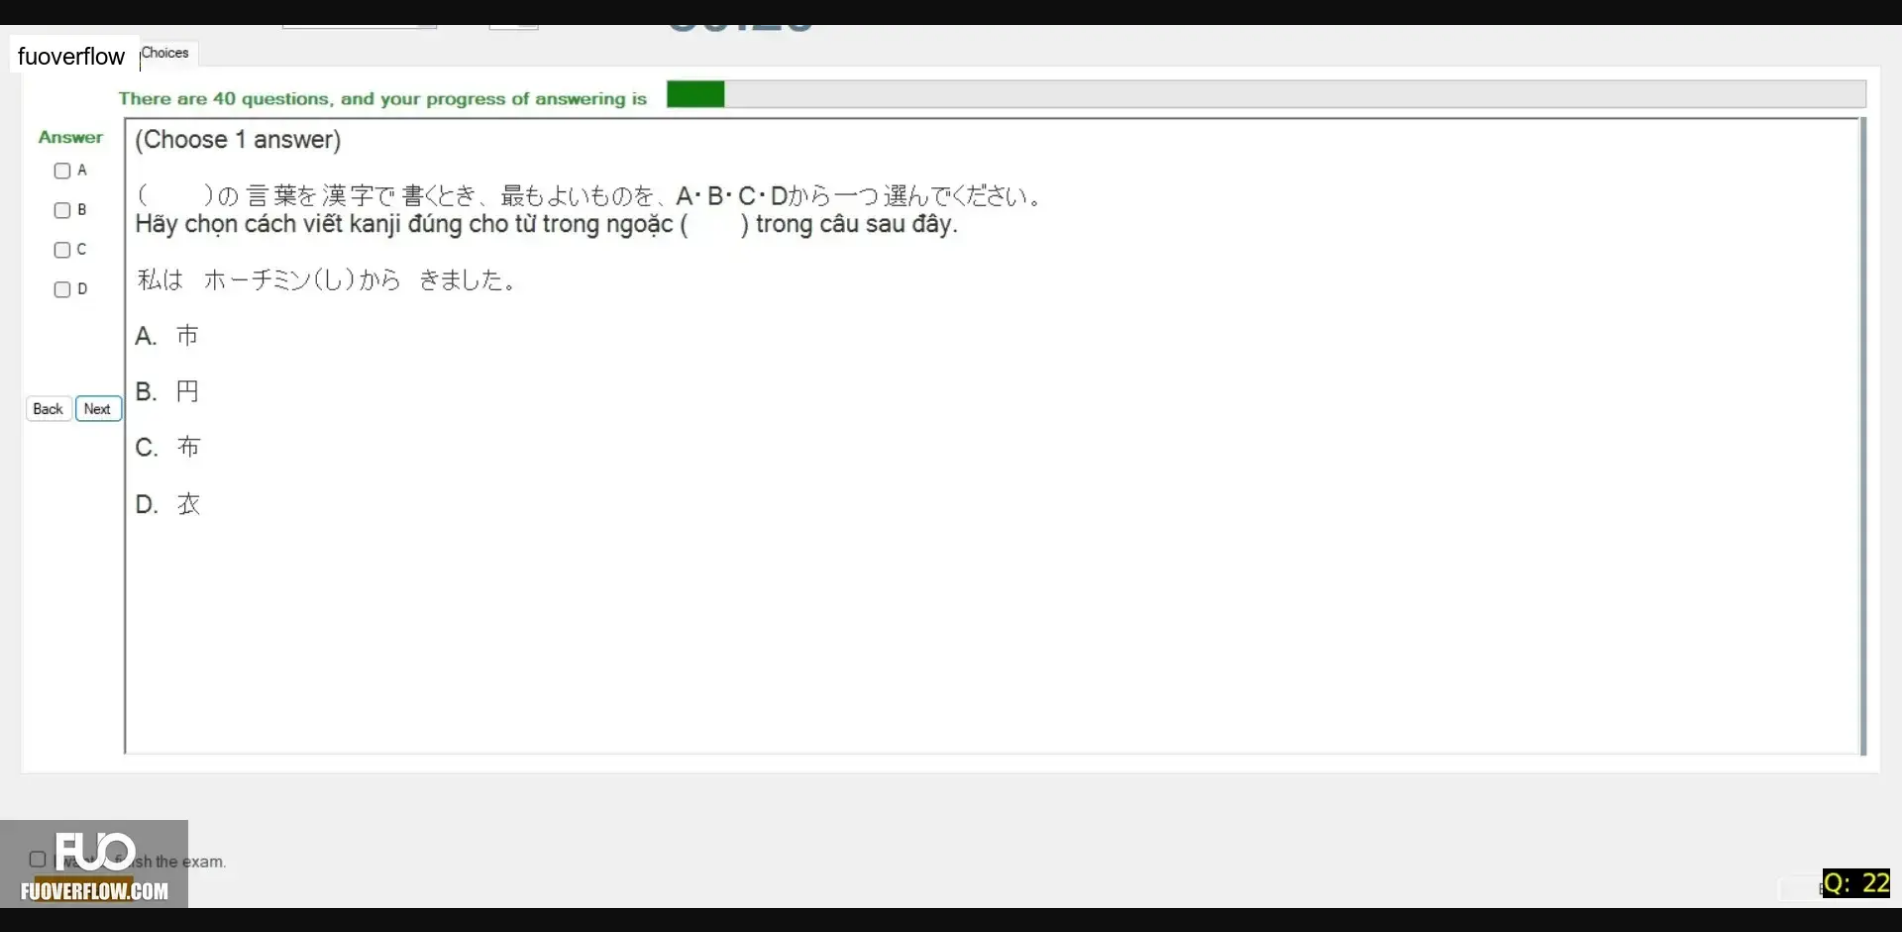 fuoverflow
Choices
There are 40 questions, and your progress of answering is
Answer
A
B
C
D
Back Next
(Choose 1 answer)
(　　)の言葉を漢字で書くとき、最もよいものを、A・B・C・Dから一つ選んでください。
Hãy chọn cách viết kanji đúng cho từ trong ngoặc (　　) trong câu sau đây.
私は　ホーチミン(し)から　きました。
A. 市
B. 円
C. 布
D. 衣
FUO
the exam.
FUOVERFLOW.COM
Q: 22